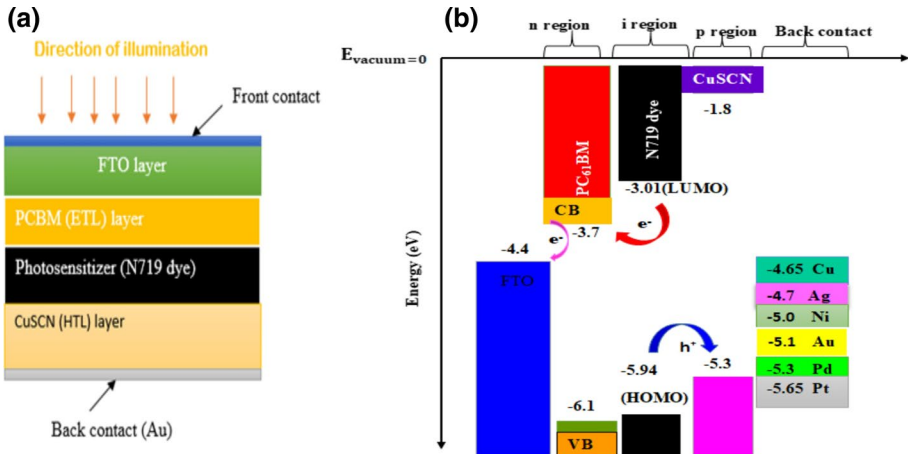 (a)
Direction of illumination
Front contact
FTO layer
PCBM (ETL) layer
Photosensitizer (N719 dye)
CuSCN (HTL) layer
Back contact (Au)
(b)
n region
i region
p region
Back contact
E vacuum=0
Energy (eV)
PC61BM
N719 dye
CuSCN
-1.8
-3.01(LUMO)
CB
-3.7
e-
e-
-4.4
FTO
-4.65 Cu
-4.7 Ag
-5.0 Ni
-5.1 Au
-5.3 Pd
-5.65 Pt
h+
-5.3
-5.94
(HOMO)
-6.1
VB